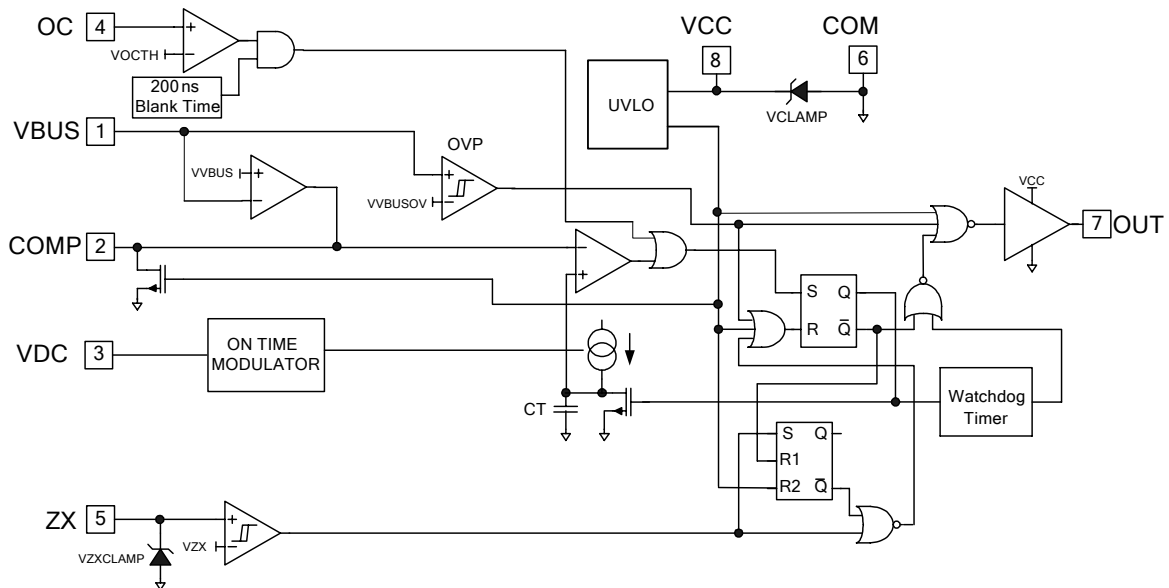 OC 4
VOCTH
200ns
Blank Time
VCC
8
COM
6
UVLO
VCLAMP
VBUS 1
OVP
VVBUS
VVBUSOV
VCC
7 OUT
COMP 2
S Q
R Q̅
VDC 3
ON TIME
MODULATOR
CT
Watchdog
Timer
S Q
R1
R2 Q̅
ZX 5
VZXCLAMP
VZX